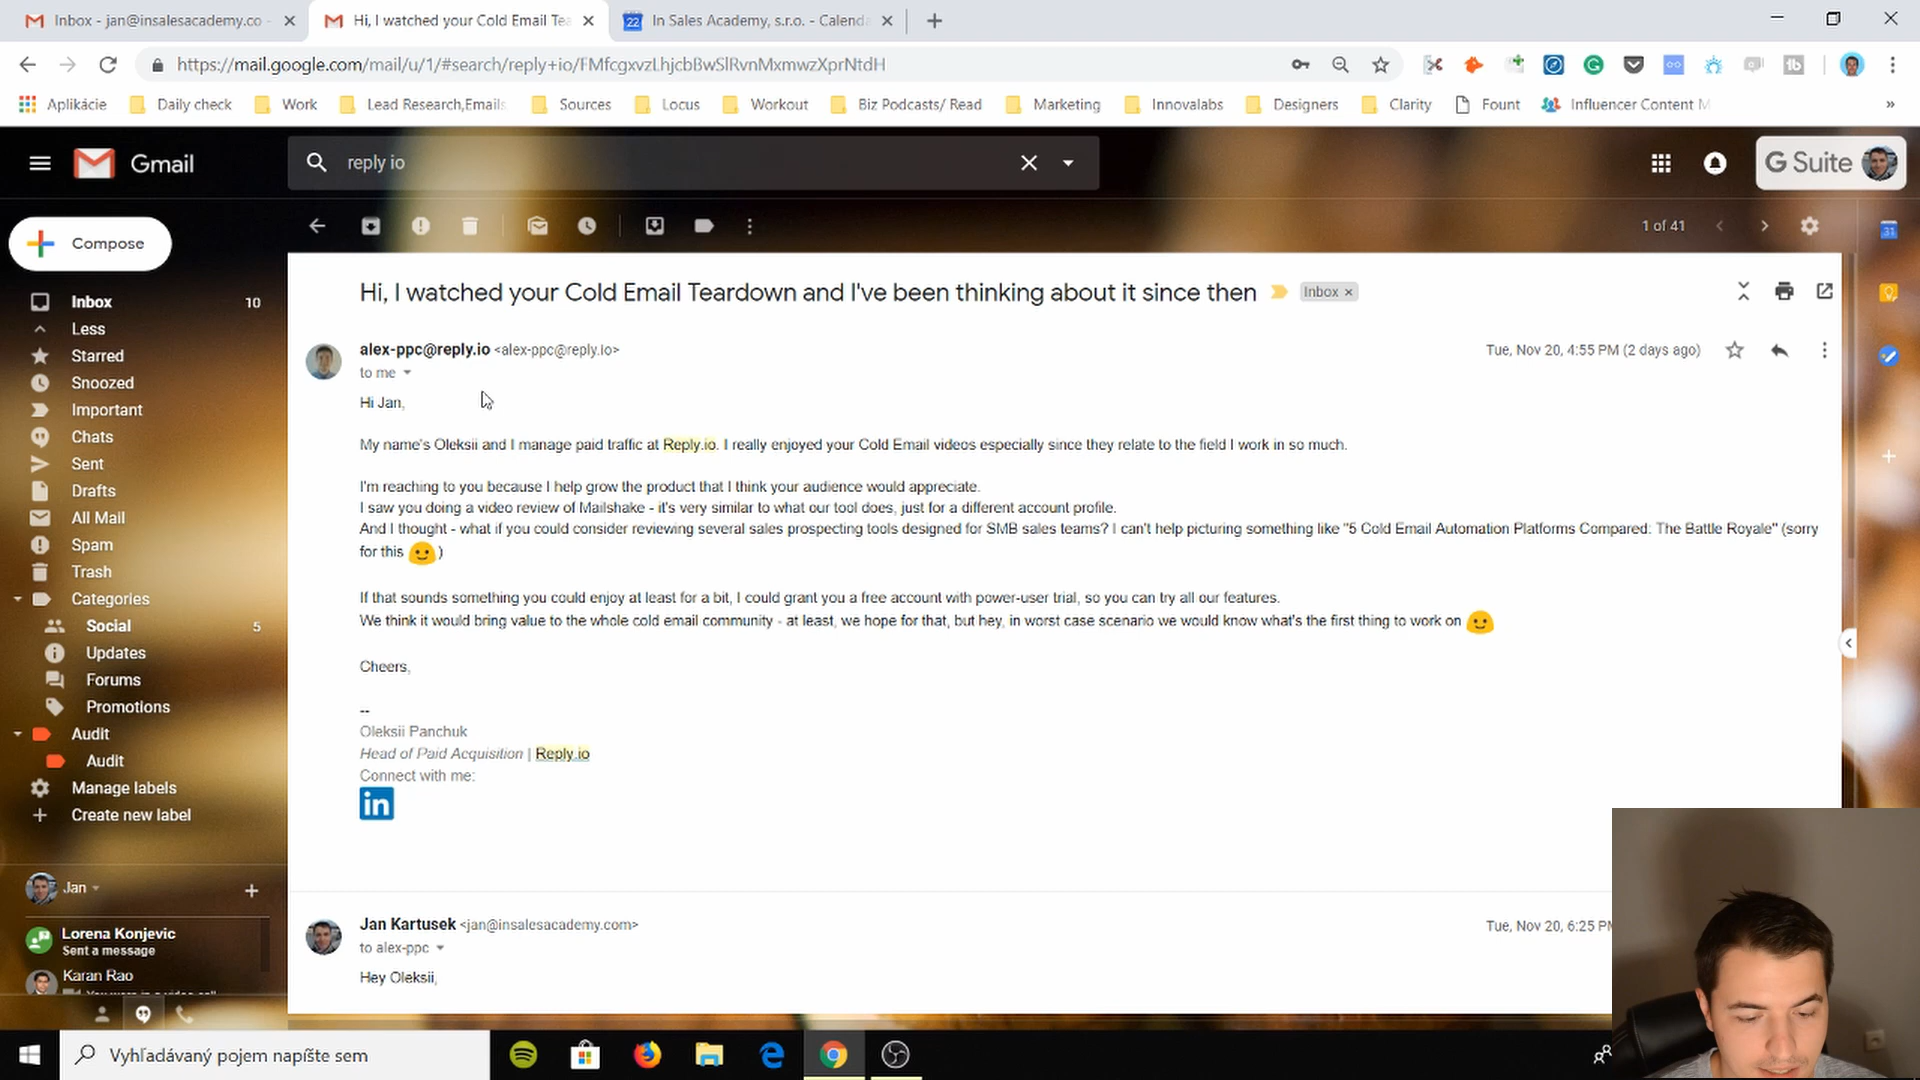 Inbox - jan@insalesacademy.co
Hi, I watched your Cold Email Tea
22
In Sales Academy, s.r.o. - Calenda
https://mail.google.com/mail/u/1/#search/reply+io/FMfcgxvzLhjcbBwSlRvnMxmwzXprNtdH
Aplikácie
Daily check
Work
Lead Research,Emails
Sources
Locus
Workout
Biz Podcasts/ Read
Marketing
Innovalabs
Designers
Clarity
Fount
Influencer Content M
»
Gmail
reply io
G Suite
Compose
1 of 41
31
Inbox 10
Less
Starred
Snoozed
Important
Chats
Sent
Drafts
All Mail
Spam
Trash
Categories
Social 5
Updates
Forums
Promotions
Audit
Audit
Manage labels
Create new label
Jan
Lorena Konjevic
Sent a message
Karan Rao
Hi, I watched your Cold Email Teardown and I've been thinking about it since then
Inbox ×
alex-ppc@reply.io <alex-ppc@reply.io>
Tue, Nov 20, 4:55 PM (2 days ago)
to me
Hi Jan,
My name's Oleksii and I manage paid traffic at Reply.io. I really enjoyed your Cold Email videos especially since they relate to the field I work in so much.
I'm reaching to you because I help grow the product that I think your audience would appreciate.
I saw you doing a video review of Mailshake - it's very similar to what our tool does, just for a different account profile.
And I thought - what if you could consider reviewing several sales prospecting tools designed for SMB sales teams? I can't help picturing something like "5 Cold Email Automation Platforms Compared: The Battle Royale" (sorry
for this 🙂 )
If that sounds something you could enjoy at least for a bit, I could grant you a free account with power-user trial, so you can try all our features.
We think it would bring value to the whole cold email community - at least, we hope for that, but hey, in worst case scenario we would know what's the first thing to work on 🙂
Cheers,
--
Oleksii Panchuk
Head of Paid Acquisition | Reply.io
Connect with me:
in
Jan Kartusek <jan@insalesacademy.com>
Tue, Nov 20, 6:25 PM
to alex-ppc
Hey Oleksii,
Vyhľadávaný pojem napíšte sem